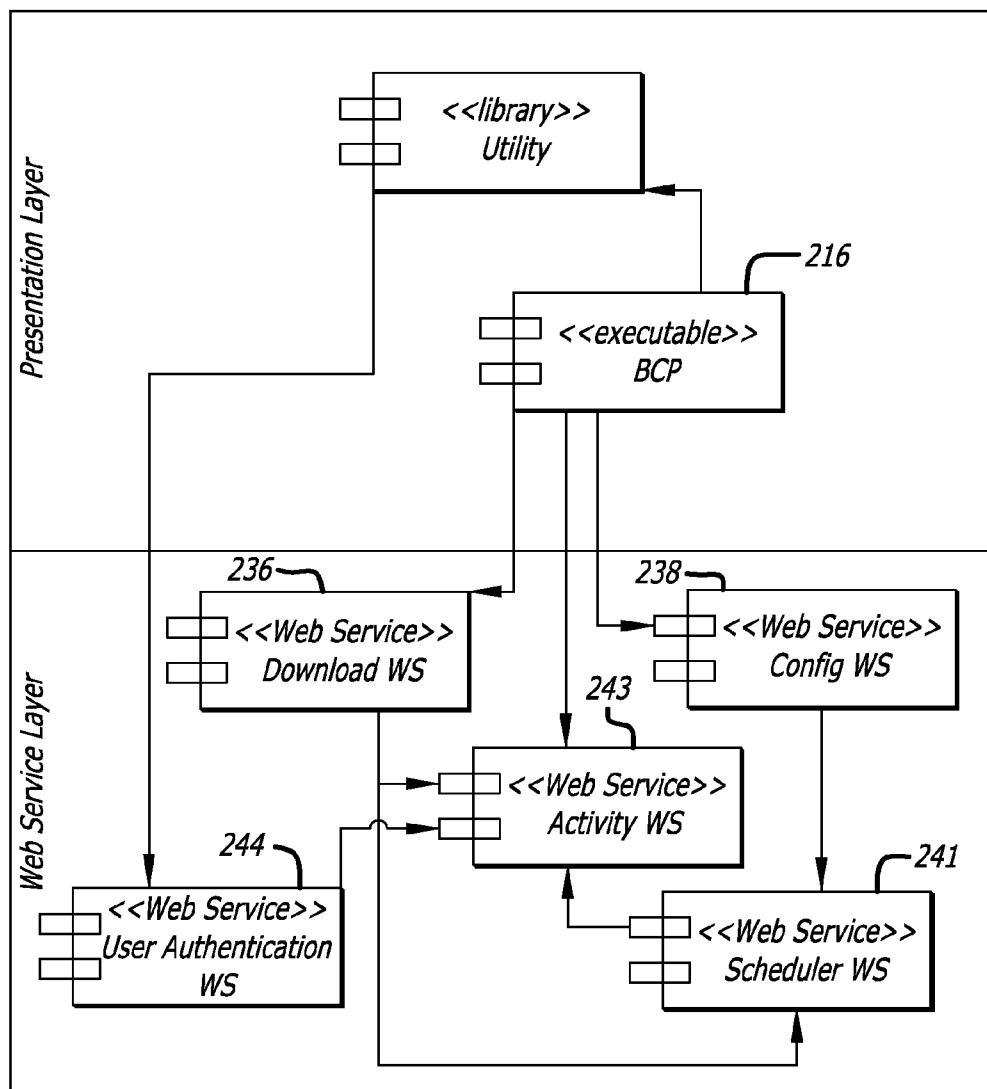 Presentation Layer
<<library>>
Utility
216
<<executable>>
BCP
Web Service Layer
236
<<Web Service>>
Download WS
238
<<Web Service>>
Config WS
243
<<Web Service>>
Activity WS
244
<<Web Service>>
User Authentication
WS
241
<<Web Service>>
Scheduler WS